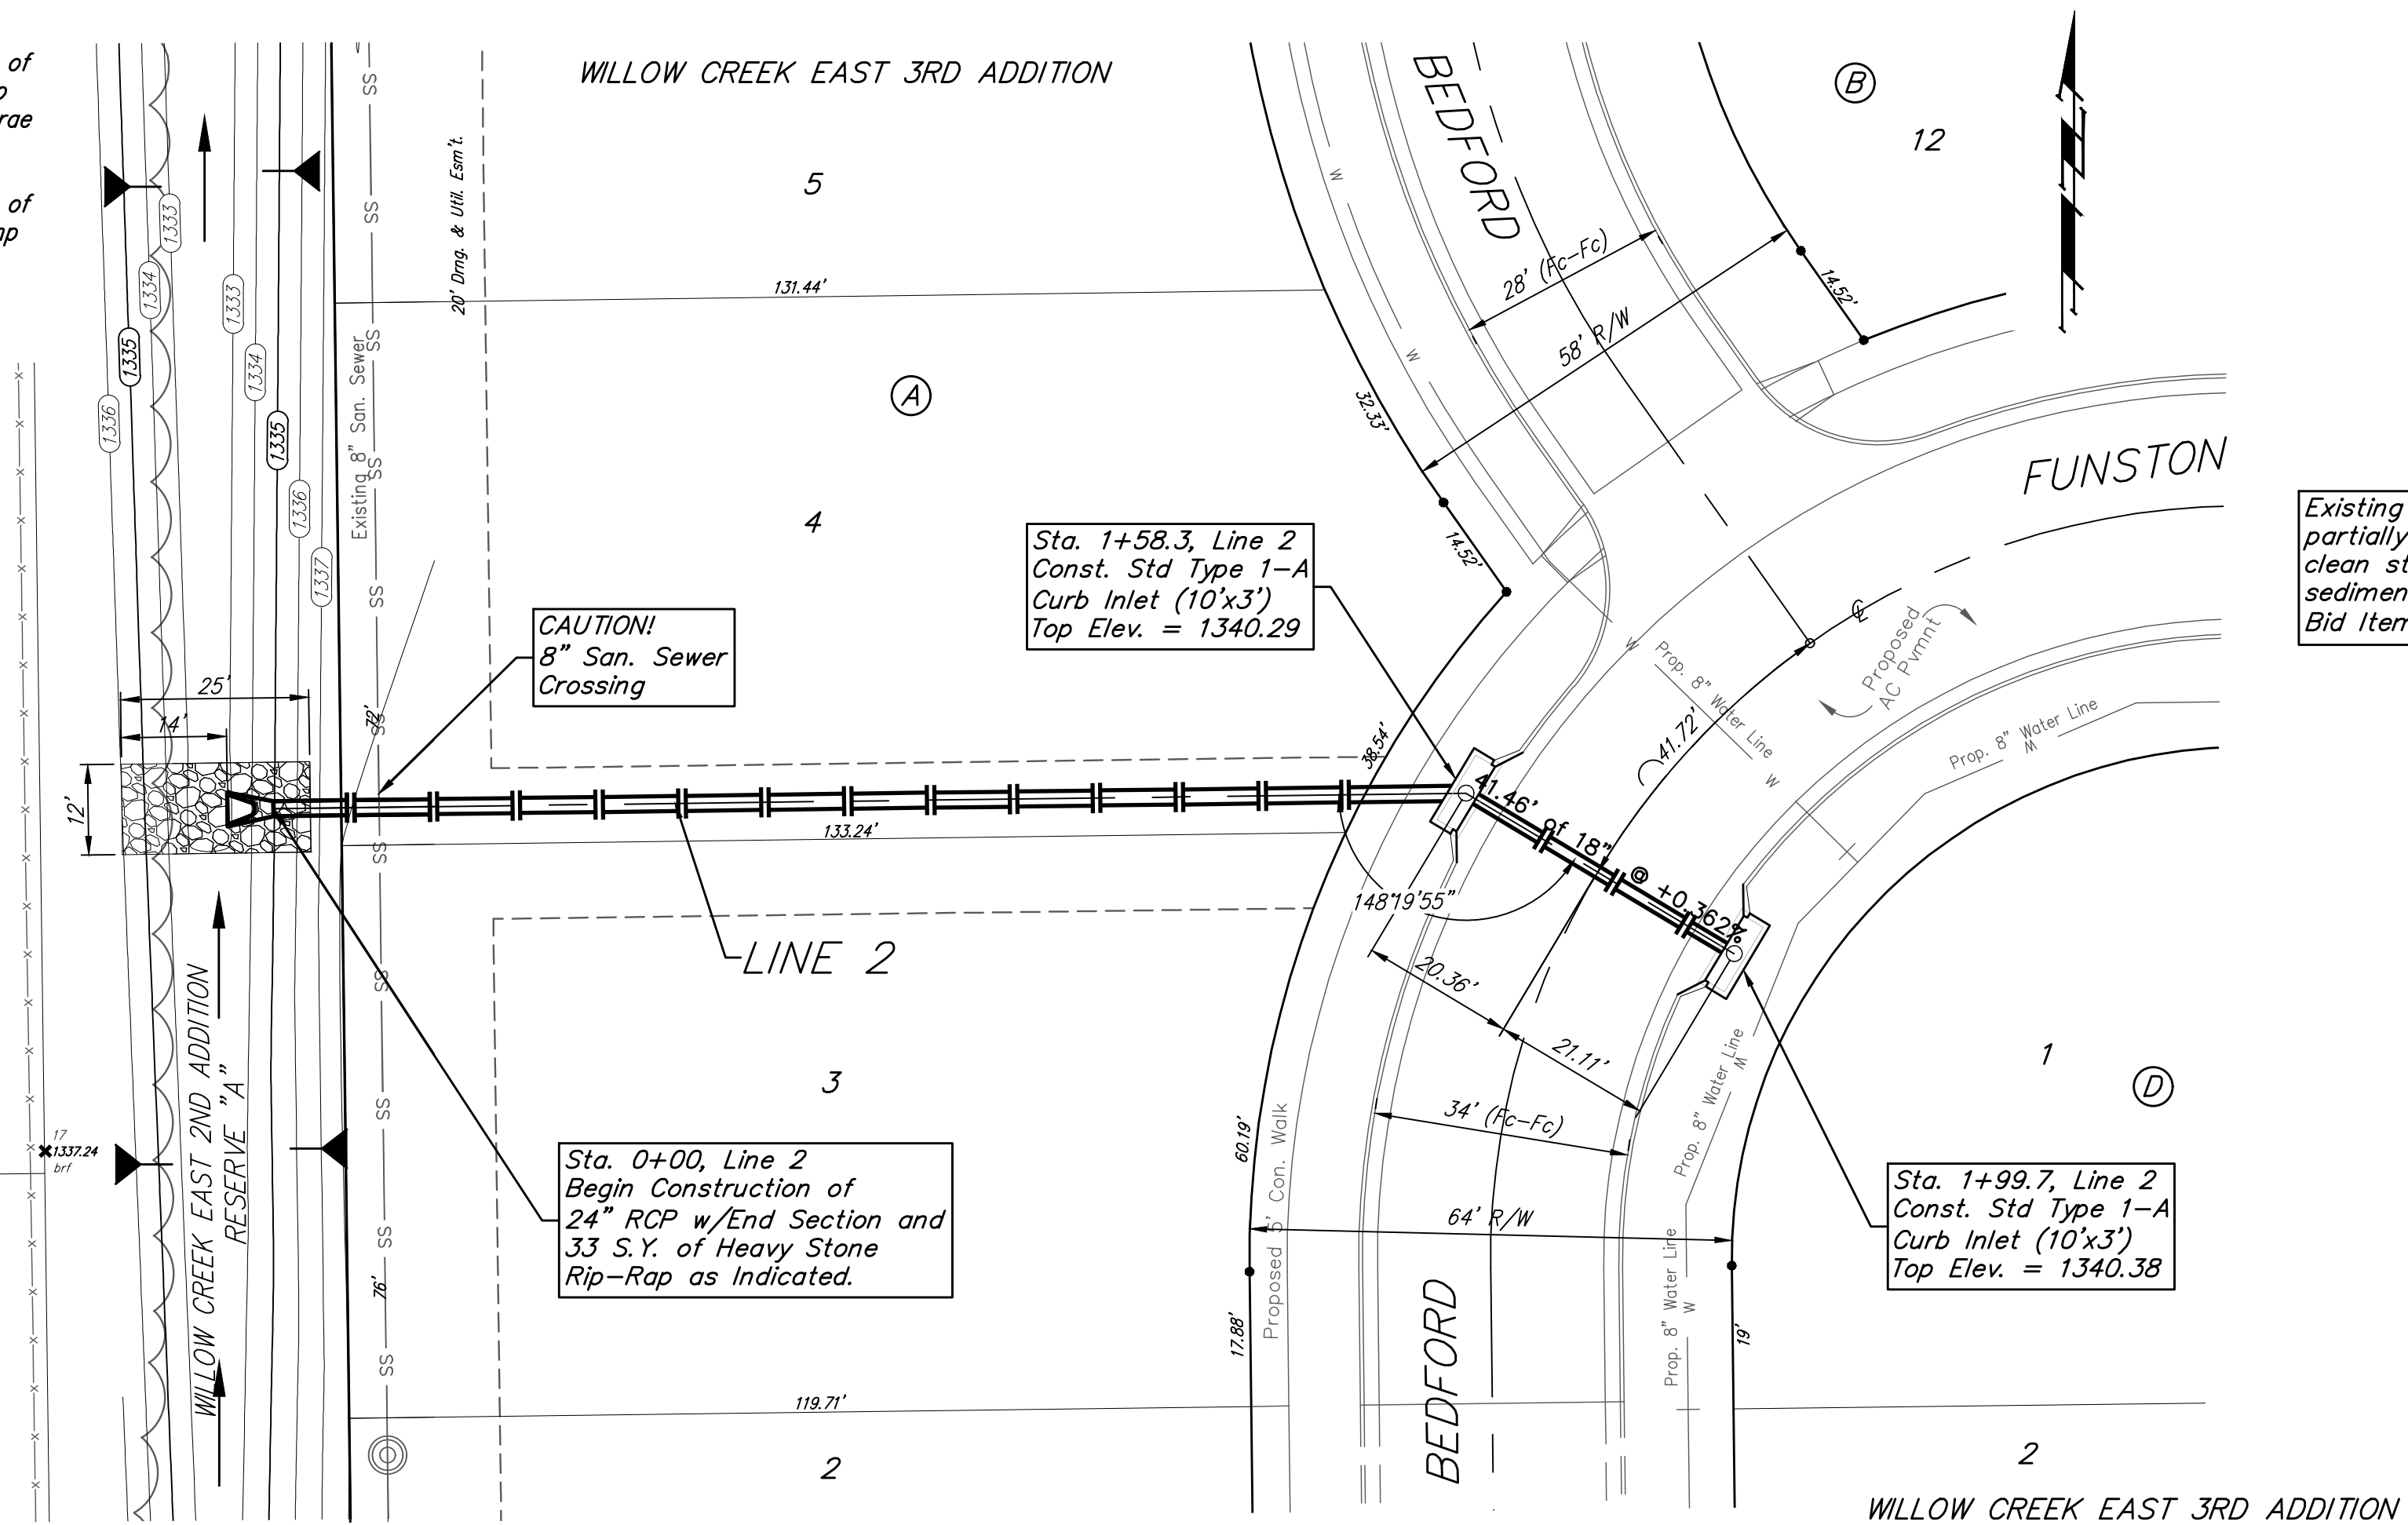 of
rae
of
WILLOW CREEK EAST 3RD ADDITION
BEDFORD
B
12
5
20' Drng. & Util. Esm't.
SS
1333
1334
1335
1336
1333
1334
1335
1336
1337
Existing 8" San. Sewer
131.44'
28' (Fc-Fc)
58' R/W
14.52'
32.33'
14.52'
A
4
FUNSTON
Existing
partially
clean st
sedimen
Bid Item
Sta. 1+58.3, Line 2
Const. Std Type 1-A
Curb Inlet (10'x3')
Top Elev. = 1340.29
CAUTION!
8" San. Sewer
Crossing
25'
14'
12'
72'
38.54'
W
Prop. 8" Water Line
W
Proposed
AC Pvmnt
Prop. 8" Water Line
W
41.72'
41.46' of 18" @ +0.362%
133.24'
148°19'55"
LINE 2
20.36'
21.11'
34' (Fc-Fc)
64' R/W
3
1
D
WILLOW CREEK EAST 2ND ADDITION
RESERVE "A"
17
1337.24
brf
Sta. 0+00, Line 2
Begin Construction of
24" RCP w/End Section and
33 S.Y. of Heavy Stone
Rip-Rap as Indicated.
Sta. 1+99.7, Line 2
Const. Std Type 1-A
Curb Inlet (10'x3')
Top Elev. = 1340.38
60.19'
Proposed 5' Con. Walk
17.88'
76'
Prop. 8" Water Line
W
Prop. 8" Water Line
W
19'
119.71'
BEDFORD
2
2
WILLOW CREEK EAST 3RD ADDITION